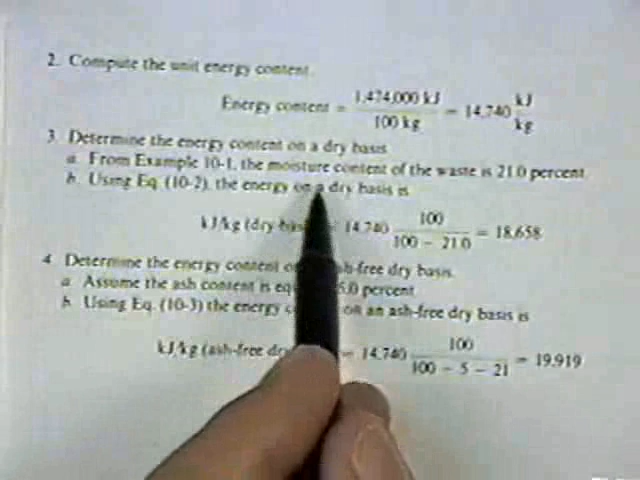 2. Compute the unit energy content.
Energy content = 1,474,000 kJ / 100 kg = 14,740 kJ / kg
3. Determine the energy content on a dry basis.
a. From Example 10-1, the moisture content of the waste is 21.0 percent.
b. Using Eq. (10-2), the energy on a dry basis is
kJ/kg (dry = 14,740 100 / 100 - 21.0 = 18,658
4. Determine the energy content free dry basis.
a. Assume the ash content is 5.0 percent
b. Using Eq. (10-3) the energy on an ash-free dry basis is
kJ/kg (ash-free = 14,740 100 / 100 - 5 - 21 = 19,919